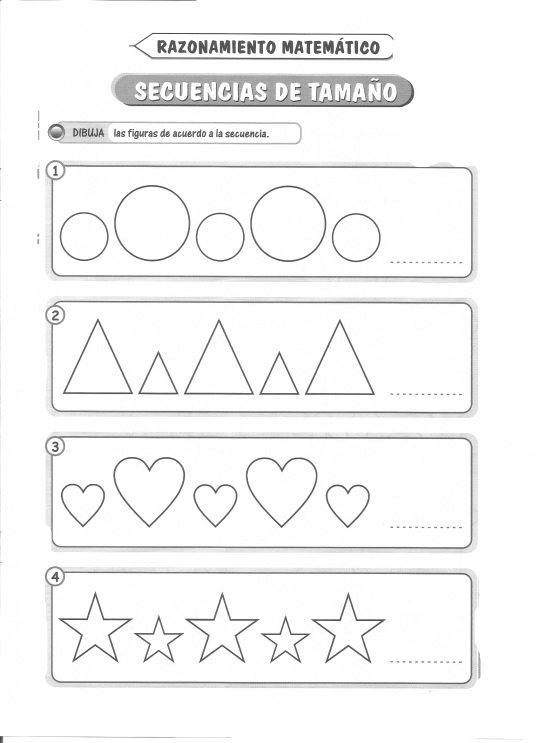 RAZONAMIENTO MATEMÁTICO
SECUENCIAS DE TAMAÑO
DIBUJA las figuras de acuerdo a la secuencia.
1
2
3
4